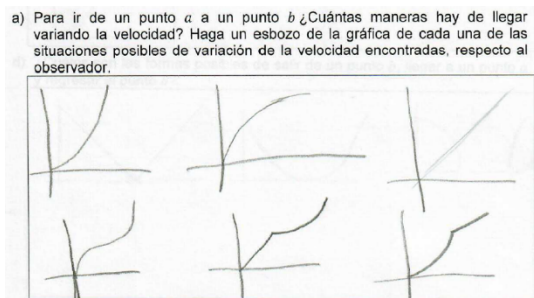 a) Para ir de un punto a a un punto b ¿Cuántas maneras hay de llegar
variando la velocidad? Haga un esbozo de la gráfica de cada una de las
situaciones posibles de variación de la velocidad encontradas, respecto al
observador.